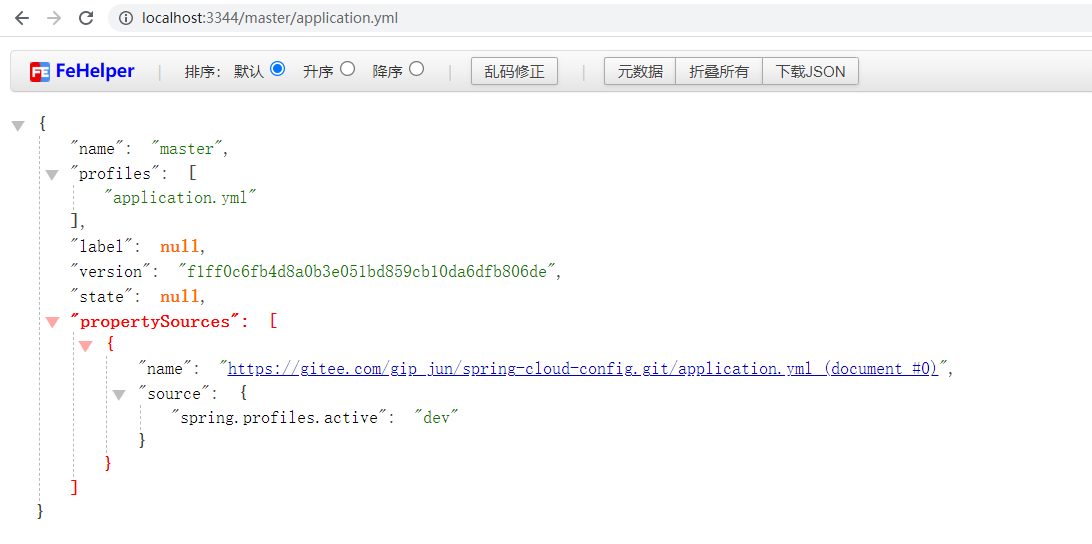 localhost:3344/master/application.yml
FeHelper | 排序: 默认 升序 降序 | 乱码修正 | 元数据 折叠所有 下载JSON
{
"name": "master",
"profiles": [
"application.yml"
],
"label": null,
"version": "f1ff0c6fb4d8a0b3e051bd859cb10da6dfb806de",
"state": null,
"propertySources": [
{
"name": "https://gitee.com/gip_jun/spring-cloud-config.git/application.yml (document #0)",
"source": {
"spring.profiles.active": "dev"
}
}
]
}